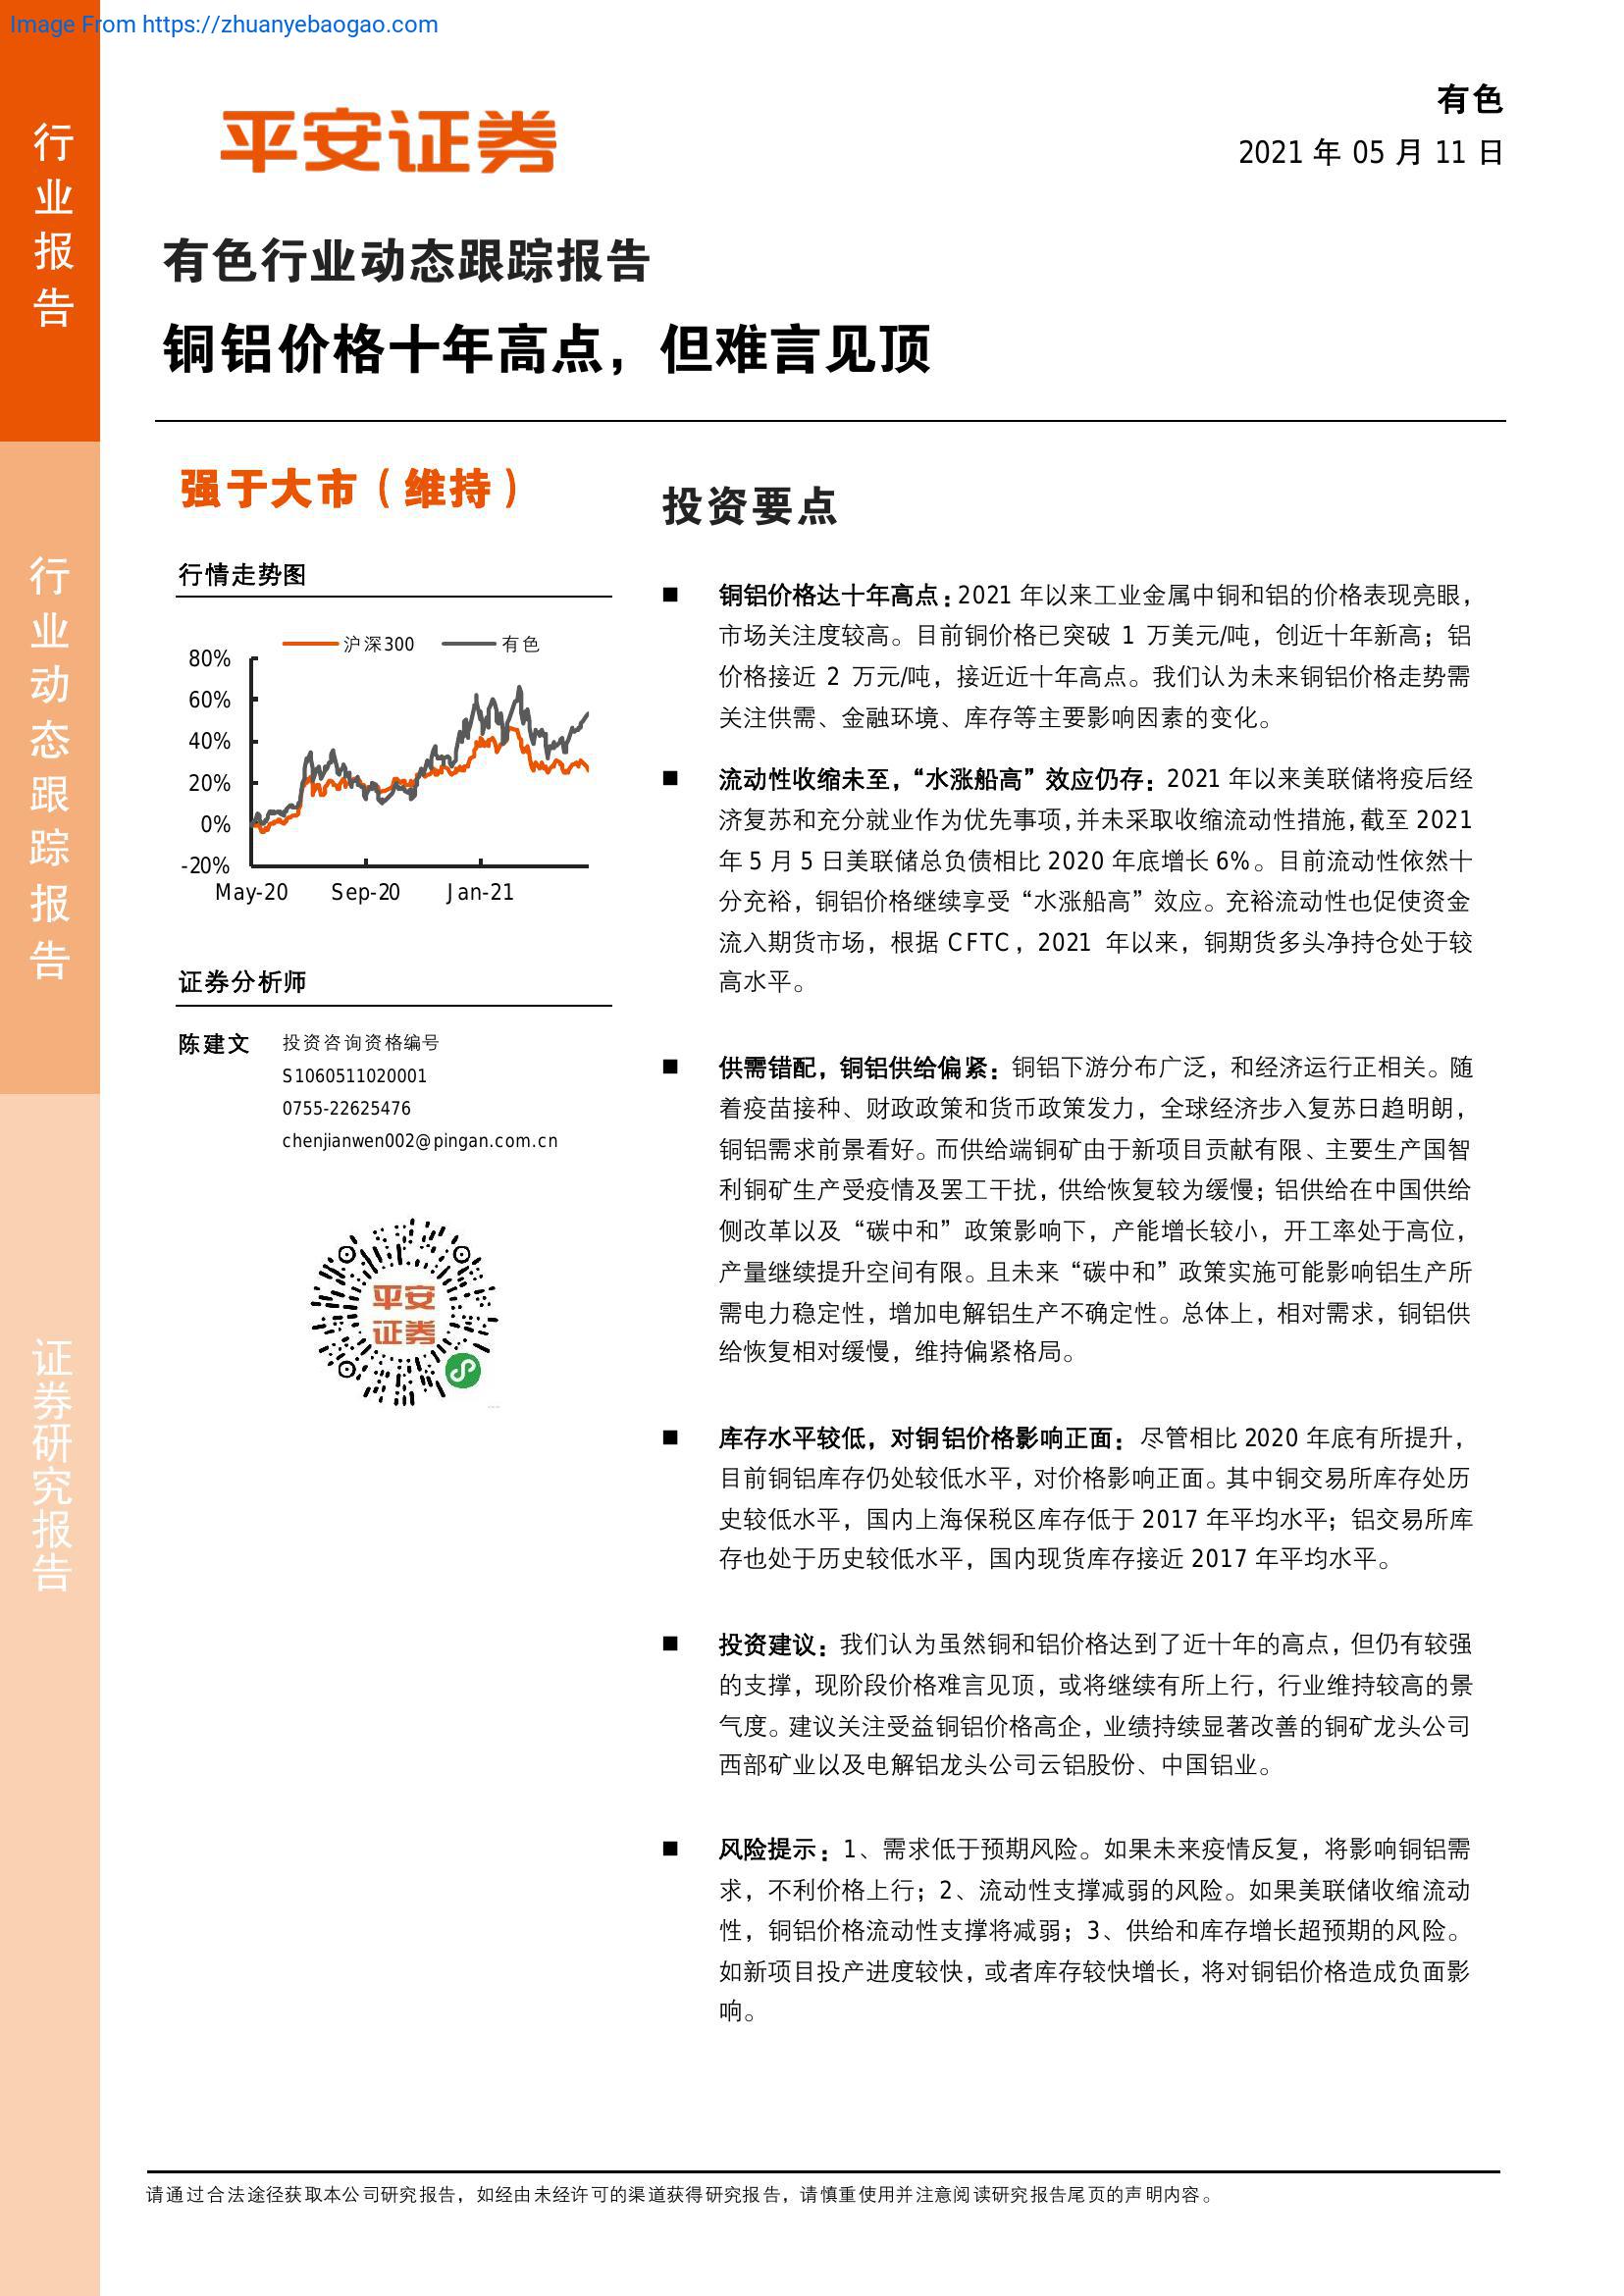 Image From https://zhuanyebaogao.com
行业报告
行业动态跟踪报告
证券研究报告
平安证券
有色
2021 年 05 月 11 日
有色行业动态跟踪报告
铜铝价格十年高点，但难言见顶
强于大市（维持）
行情走势图
沪深300 有色
80%
60%
40%
20%
0%
-20%
May-20 Sep-20 Jan-21
证券分析师
陈建文 投资咨询资格编号
S1060511020001
0755-22625476
chenjianwen002@pingan.com.cn
平安
证券
投资要点
■ 铜铝价格达十年高点：2021 年以来工业金属中铜和铝的价格表现亮眼，
市场关注度较高。目前铜价格已突破 1 万美元/吨，创近十年新高；铝
价格接近 2 万元/吨，接近近十年高点。我们认为未来铜铝价格走势需
关注供需、金融环境、库存等主要影响因素的变化。
■ 流动性收缩未至，“水涨船高”效应仍存：2021 年以来美联储将疫后经
济复苏和充分就业作为优先事项，并未采取收缩流动性措施，截至 2021
年 5 月 5 日美联储总负债相比 2020 年底增长 6%。目前流动性依然十
分充裕，铜铝价格继续享受“水涨船高”效应。充裕流动性也促使资金
流入期货市场，根据 CFTC，2021 年以来，铜期货多头净持仓处于较
高水平。
■ 供需错配，铜铝供给偏紧：铜铝下游分布广泛，和经济运行正相关。随
着疫苗接种、财政政策和货币政策发力，全球经济步入复苏日趋明朗，
铜铝需求前景看好。而供给端铜矿由于新项目贡献有限、主要生产国智
利铜矿生产受疫情及罢工干扰，供给恢复较为缓慢；铝供给在中国供给
侧改革以及“碳中和”政策影响下，产能增长较小，开工率处于高位，
产量继续提升空间有限。且未来“碳中和”政策实施可能影响铝生产所
需电力稳定性，增加电解铝生产不确定性。总体上，相对需求，铜铝供
给恢复相对缓慢，维持偏紧格局。
■ 库存水平较低，对铜铝价格影响正面：尽管相比 2020 年底有所提升，
目前铜铝库存仍处较低水平，对价格影响正面。其中铜交易所库存处历
史较低水平，国内上海保税区库存低于 2017 年平均水平；铝交易所库
存也处于历史较低水平，国内现货库存接近 2017 年平均水平。
■ 投资建议：我们认为虽然铜和铝价格达到了近十年的高点，但仍有较强
的支撑，现阶段价格难言见顶，或将继续有所上行，行业维持较高的景
气度。建议关注受益铜铝价格高企，业绩持续显著改善的铜矿龙头公司
西部矿业以及电解铝龙头公司云铝股份、中国铝业。
■ 风险提示：1、需求低于预期风险。如果未来疫情反复，将影响铜铝需
求，不利价格上行；2、流动性支撑减弱的风险。如果美联储收缩流动
性，铜铝价格流动性支撑将减弱；3、供给和库存增长超预期的风险。
如新项目投产进度较快，或者库存较快增长，将对铜铝价格造成负面影
响。
请通过合法途径获取本公司研究报告，如经由未经许可的渠道获得研究报告，请慎重使用并注意阅读研究报告尾页的声明内容。